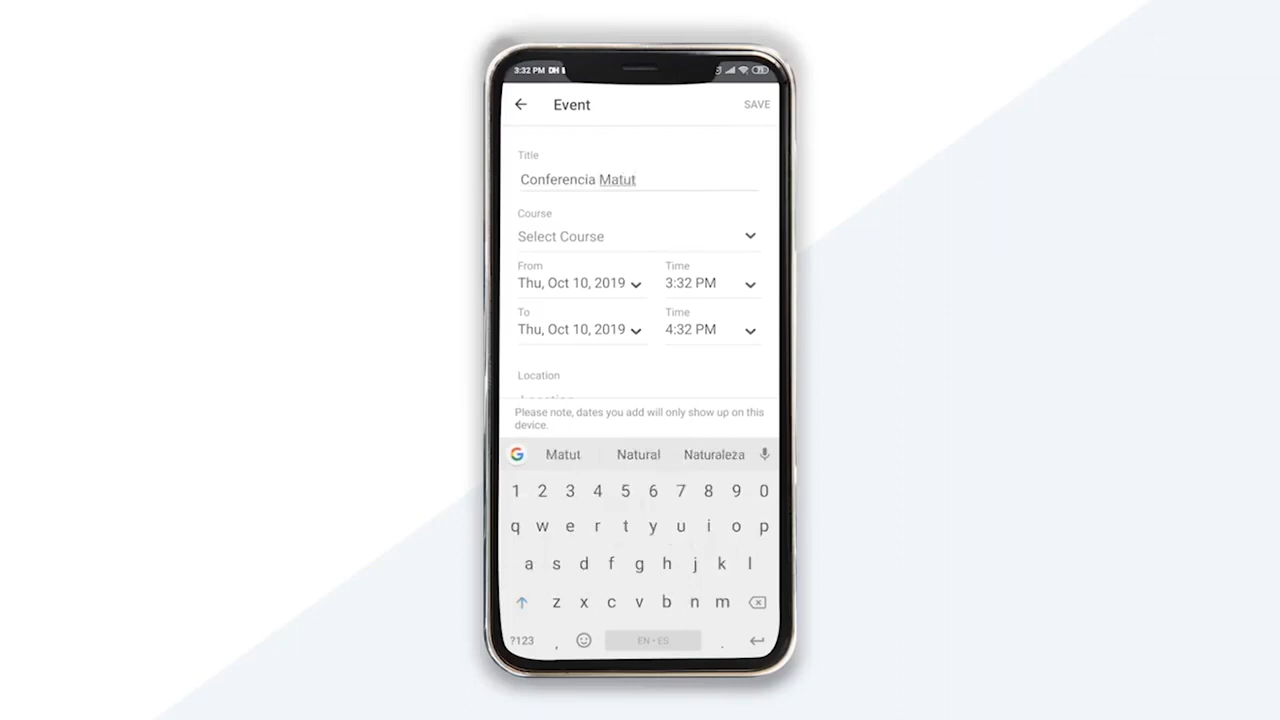 3:32 PM
Event SAVE
Title
Conferencia Matut
Course
Select Course
From Time
Thu, Oct 10, 2019 3:32 PM
To Time
Thu, Oct 10, 2019 4:32 PM
Location
Please note, dates you add will only show up on this
device.
G Matut Natural Naturaleza
1 2 3 4 5 6 7 8 9 0
q w e r t y u i o p
a s d f g h j k l
z x c v b n m
?123 , EN • ES .